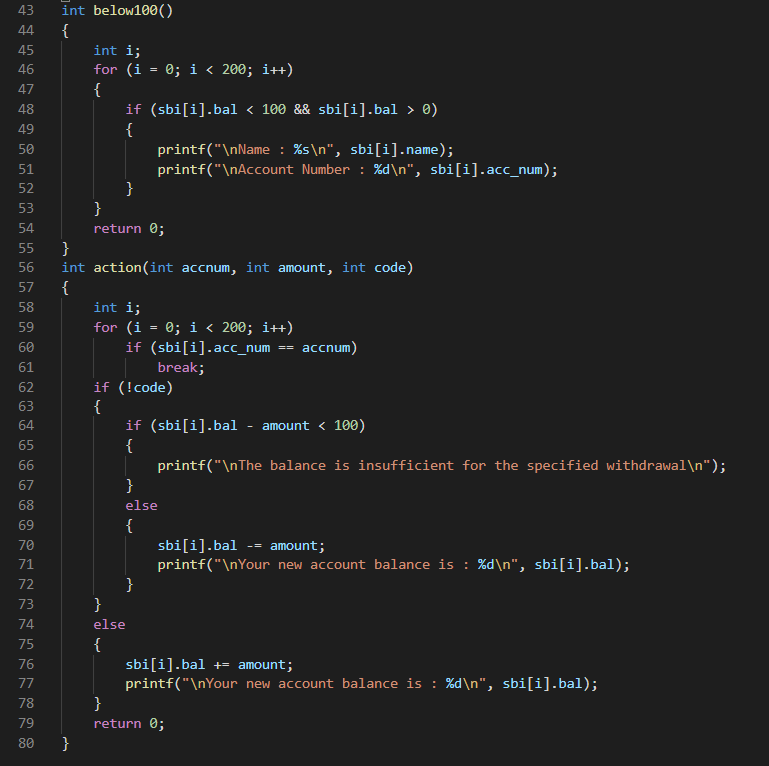 43 int below100()
44 {
45     int i;
46     for (i = 0; i < 200; i++)
47     {
48         if (sbi[i].bal < 100 && sbi[i].bal > 0)
49         {
50             printf("\nName : %s\n", sbi[i].name);
51             printf("\nAccount Number : %d\n", sbi[i].acc_num);
52         }
53     }
54     return 0;
55 }
56 int action(int accnum, int amount, int code)
57 {
58     int i;
59     for (i = 0; i < 200; i++)
60         if (sbi[i].acc_num == accnum)
61             break;
62     if (!code)
63     {
64         if (sbi[i].bal - amount < 100)
65         {
66             printf("\nThe balance is insufficient for the specified withdrawal\n");
67         }
68         else
69         {
70             sbi[i].bal -= amount;
71             printf("\nYour new account balance is : %d\n", sbi[i].bal);
72         }
73     }
74     else
75     {
76         sbi[i].bal += amount;
77         printf("\nYour new account balance is : %d\n", sbi[i].bal);
78     }
79     return 0;
80 }